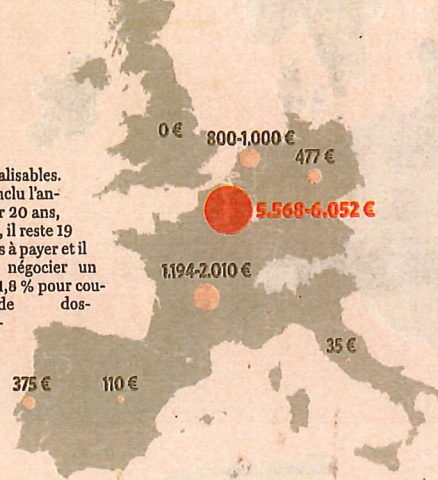 0 €
800-1.000 €
477 €
5.568-6.052 €
alisables.
nclu l'an-
r 20 ans,
, il reste 19
s à payer et il
négocier un
1,8 % pour cou-
de dos-
1.194-2.010 €
35 €
375 €
110 €